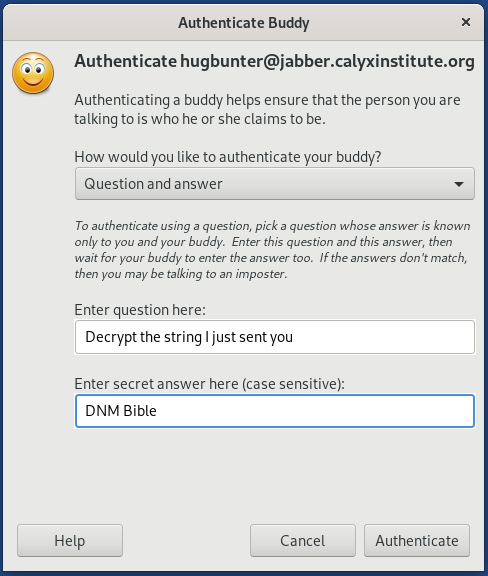 Authenticate Buddy
×
Authenticate hugbunter@jabber.calyxinstitute.org
Authenticating a buddy helps ensure that the person you are
talking to is who he or she claims to be.
How would you like to authenticate your buddy?
Question and answer
To authenticate using a question, pick a question whose answer is known
only to you and your buddy.  Enter this question and this answer, then
wait for your buddy to enter the answer too.  If the answers don't match,
then you may be talking to an imposter.
Enter question here:
Decrypt the string I just sent you
Enter secret answer here (case sensitive):
DNM Bible
Help
Cancel
Authenticate